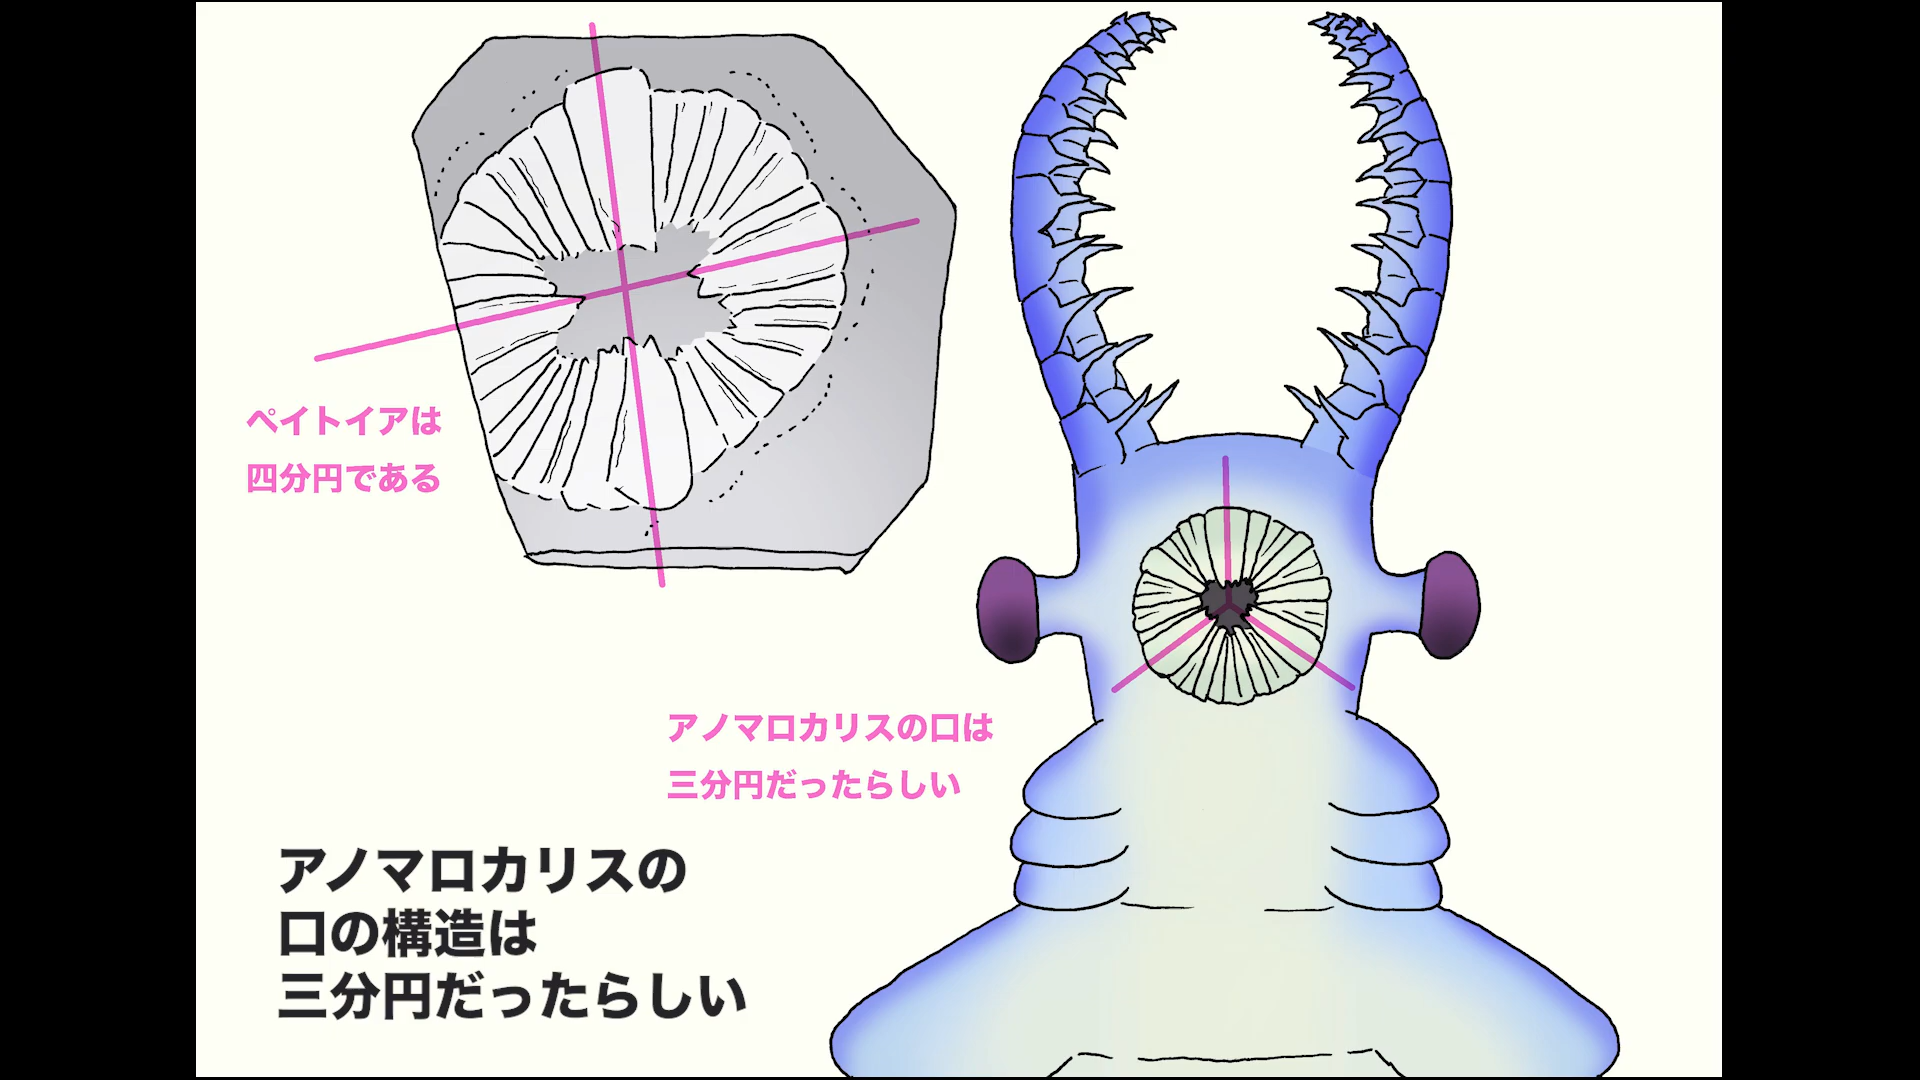 ペイトイアは
四分円である
アノマロカリスの口は
三分円だったらしい
アノマロカリスの
口の構造は
三分円だったらしい